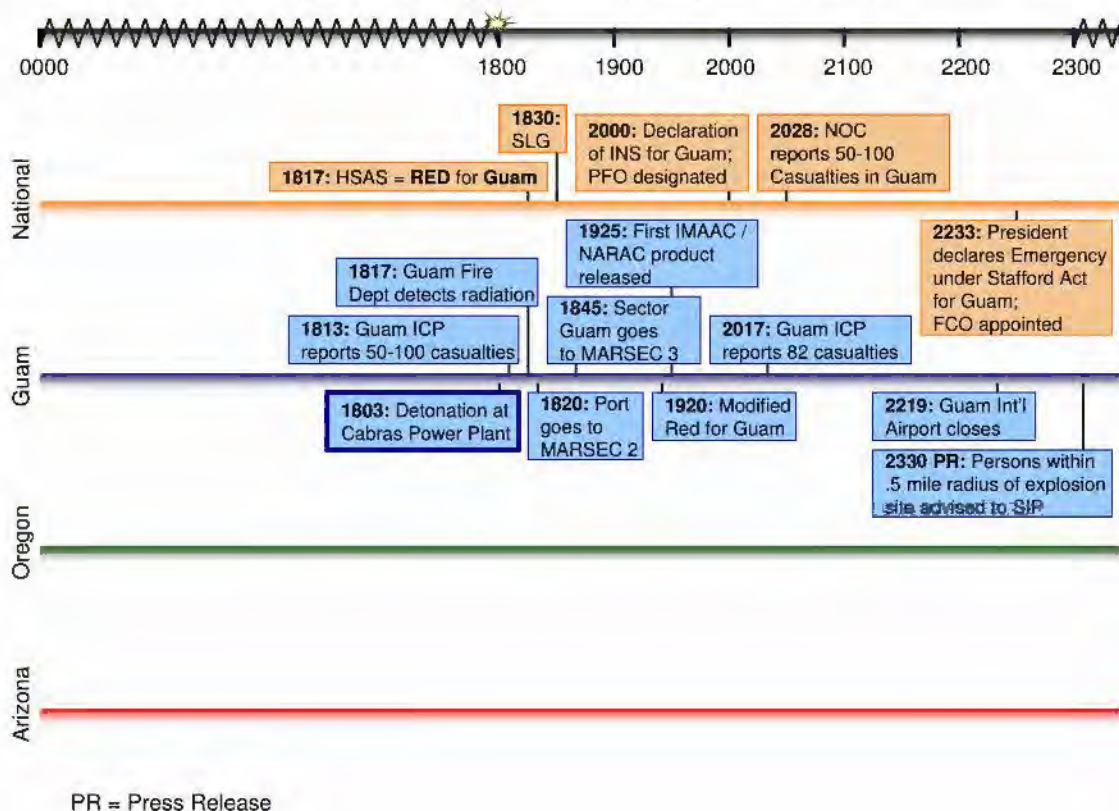 0000
1800
1900
2000
2100
2200
2300
National
1830:
SLG
1817: HSAS = RED for Guam
2000: Declaration
of INS for Guam;
PFO designated
2028: NOC
reports 50-100
Casualties in Guam
2233: President
declares Emergency
under Stafford Act
for Guam;
FCO appointed
Guam
1925: First IMAAC /
NARAC product
released
1817: Guam Fire
Dept detects radiation
1845: Sector
Guam goes
to MARSEC 3
1813: Guam ICP
reports 50-100 casualties
2017: Guam ICP
reports 82 casualties
1803: Detonation at
Cabras Power Plant
1820: Port
goes to
MARSEC 2
1920: Modified
Red for Guam
2219: Guam Int'l
Airport closes
2330 PR: Persons within
.5 mile radius of explosion
site advised to SIP
Oregon
Arizona
PR = Press Release